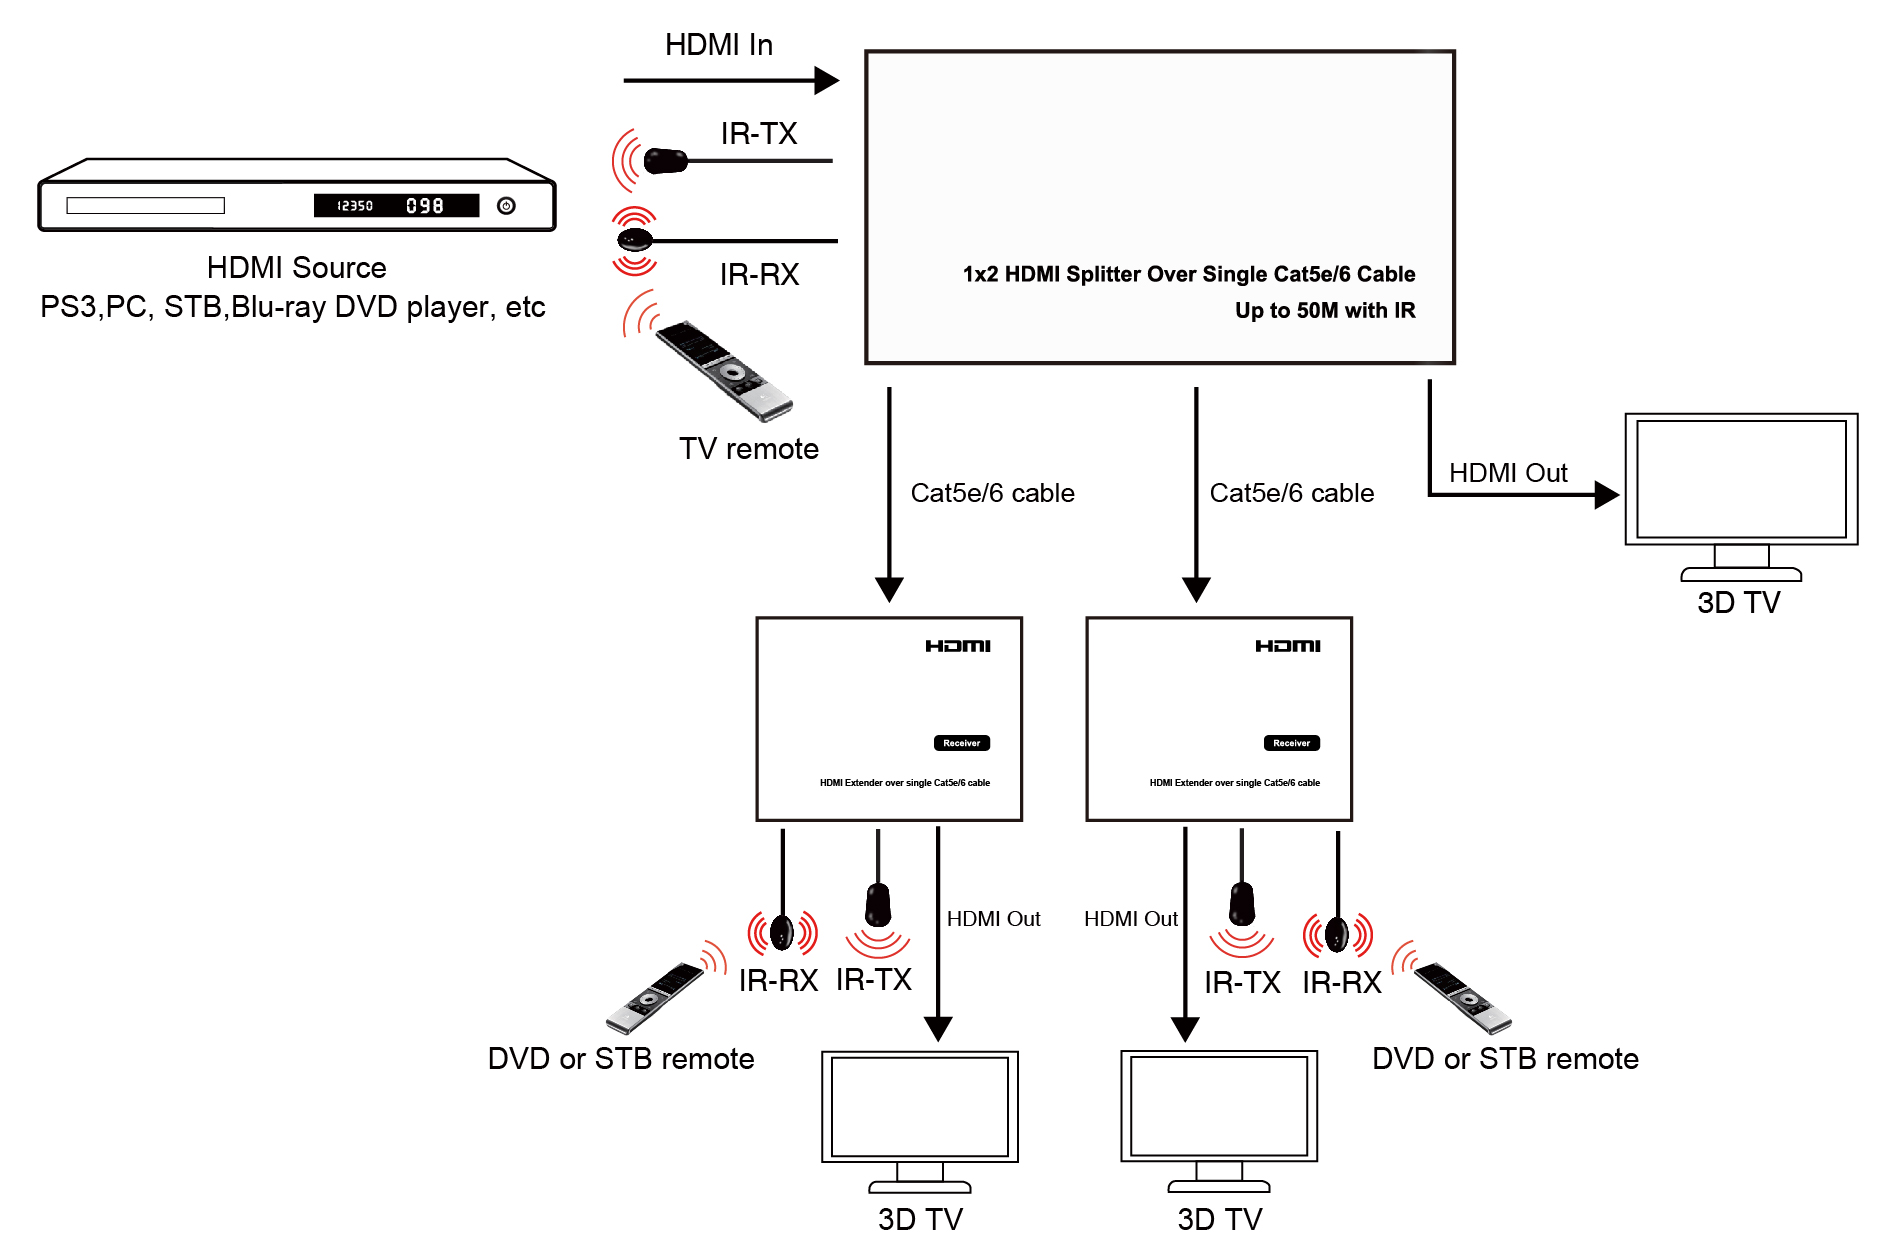 HDMI In
IR-TX
12350 098
HDMI Source
PS3,PC, STB,Blu-ray DVD player, etc
IR-RX
TV remote
1x2 HDMI Splitter Over Single Cat5e/6 Cable
Up to 50M with IR
Cat5e/6 cable
Cat5e/6 cable
HDMI Out
3D TV
HDMI
Receiver
HDMI Extender over single Cat5e/6 cable
HDMI
Receiver
HDMI Extender over single Cat5e/6 cable
HDMI Out
HDMI Out
IR-RX
IR-TX
IR-TX
IR-RX
DVD or STB remote
DVD or STB remote
3D TV
3D TV